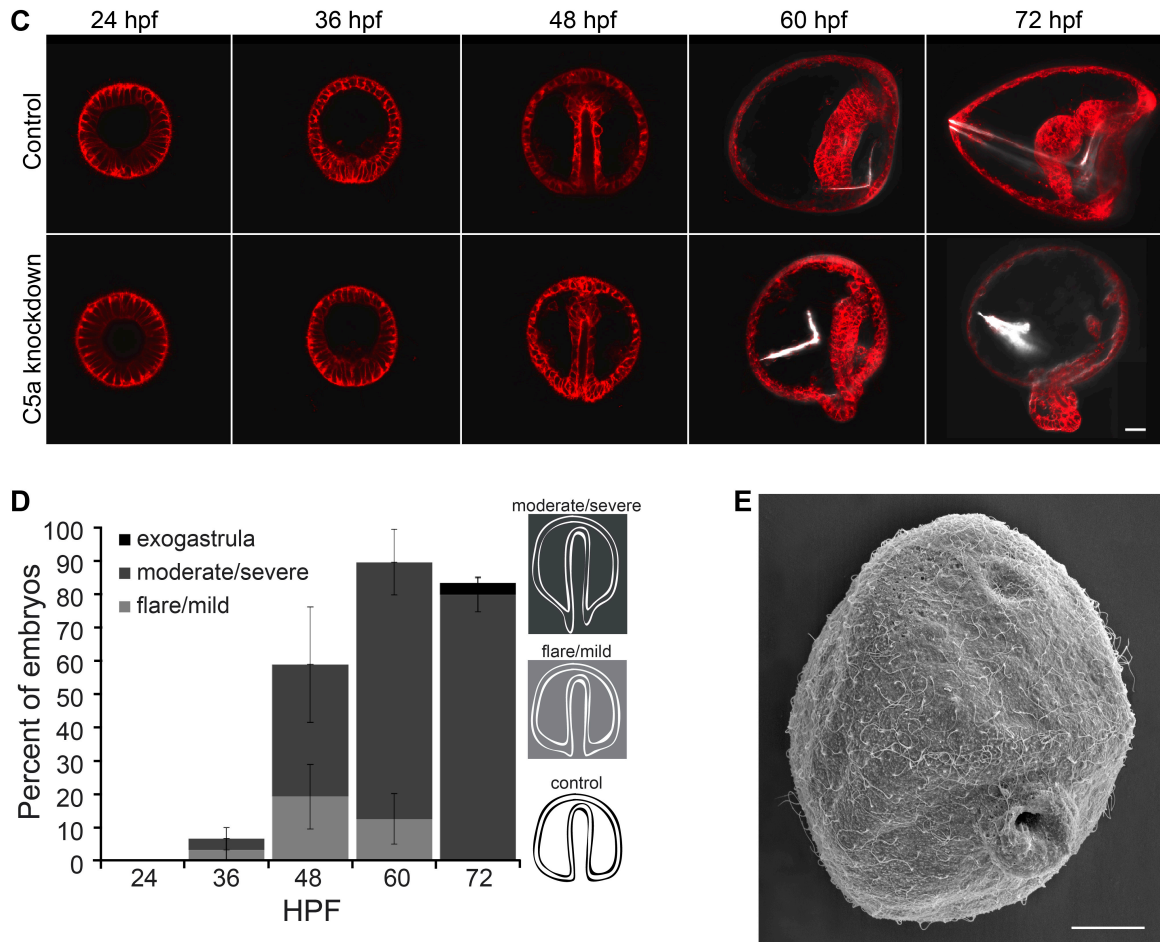 C
24 hpf 36 hpf 48 hpf 60 hpf 72 hpf
Control
C5a knockdown
D
Percent of embryos
100
90
80
70
60
50
40
30
20
10
0
exogastrula
moderate/severe
flare/mild
24 36 48 60 72
HPF
moderate/severe
flare/mild
control
E